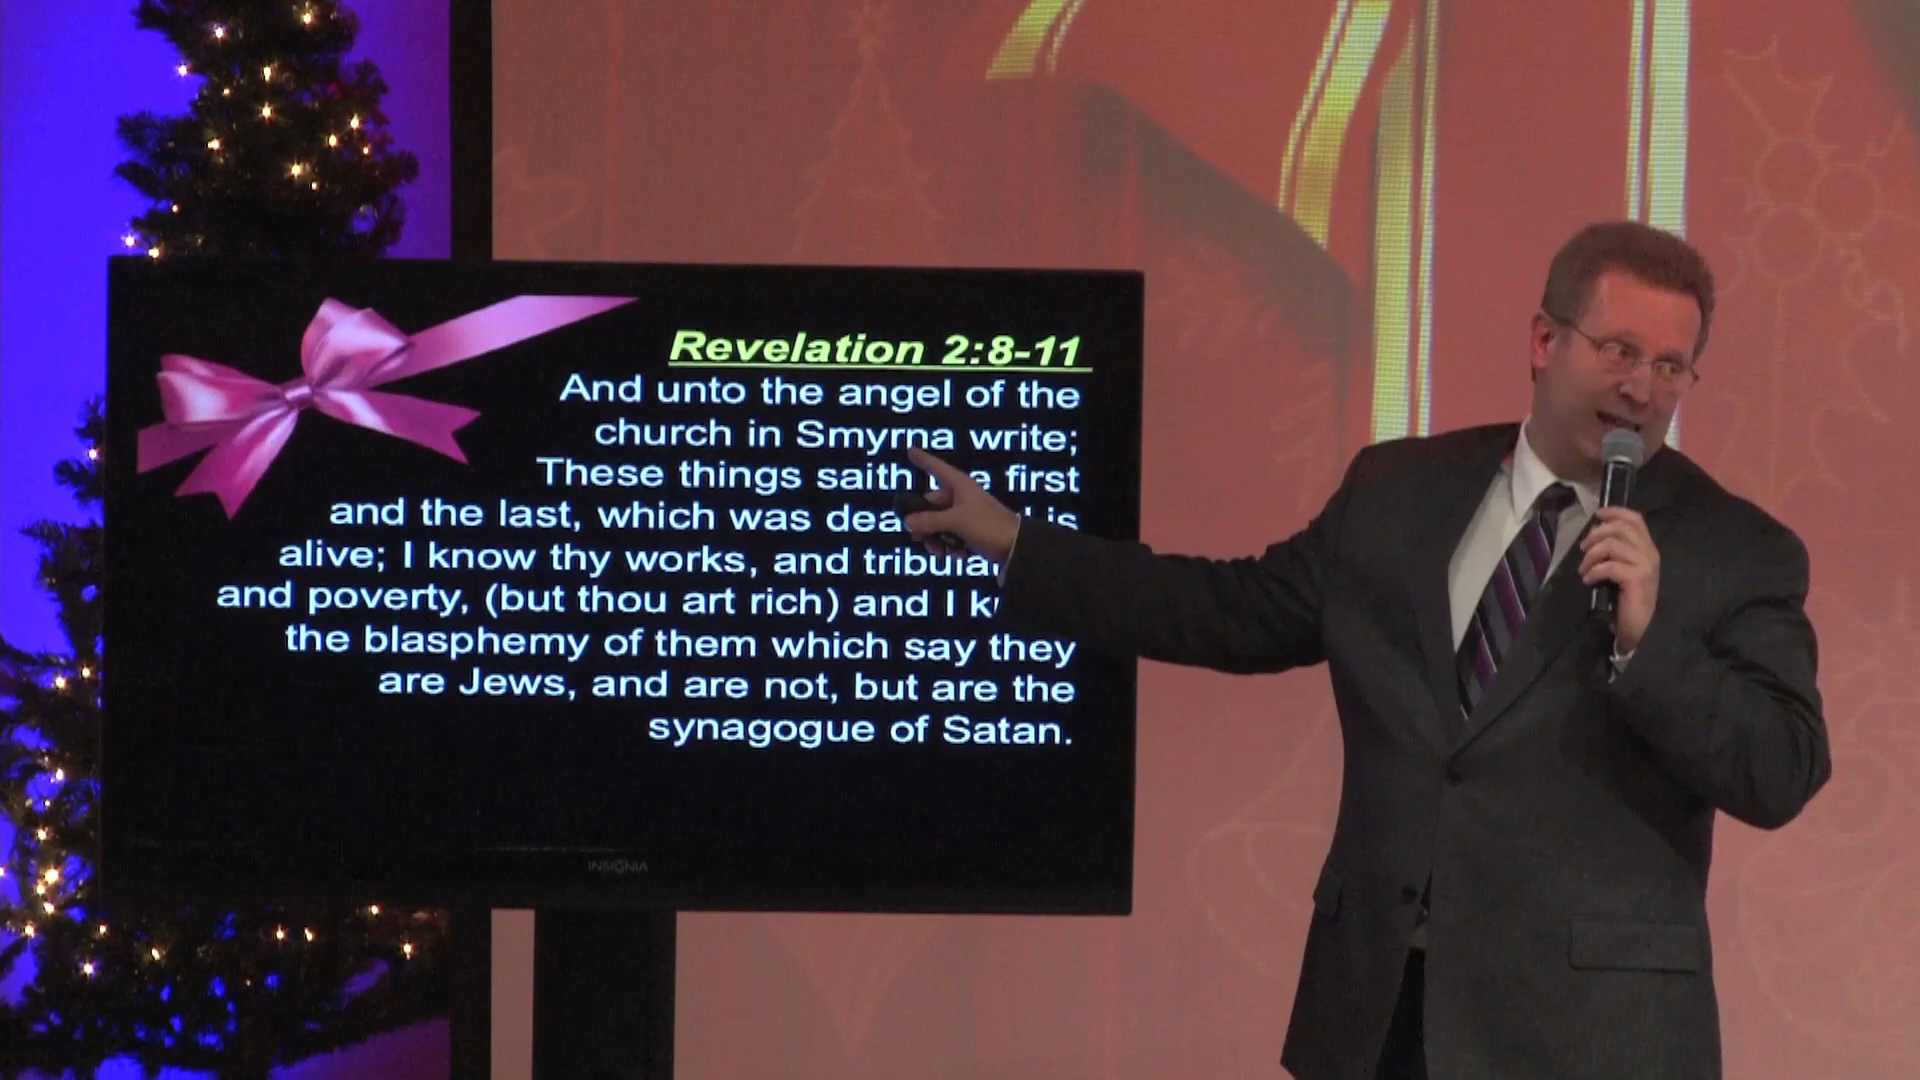 Revelation 2:8-11
And unto the angel of the
church in Smyrna write;
These things saith the first
and the last, which was dead is
alive; I know thy works, and
and poverty, (but thou art rich) and I
the blasphemy of them which say they
are Jews, and are not, but are the
synagogue of Satan.
INSIGNIA